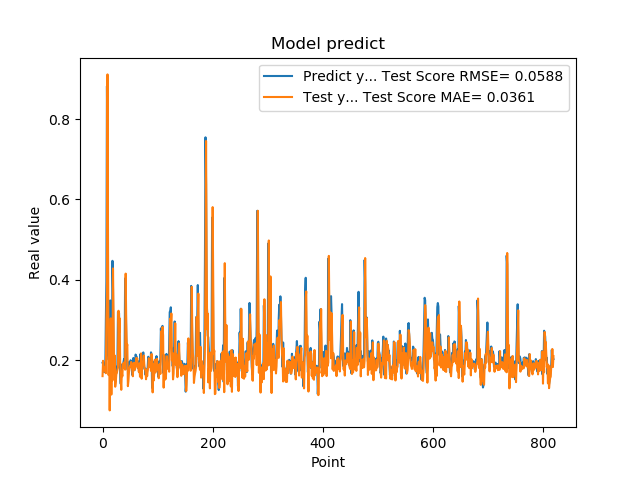 Model predict
Predict y... Test Score RMSE= 0.0588
Test y... Test Score MAE= 0.0361
Real value
0.8
0.6
0.4
0.2
0
200
400
600
800
Point